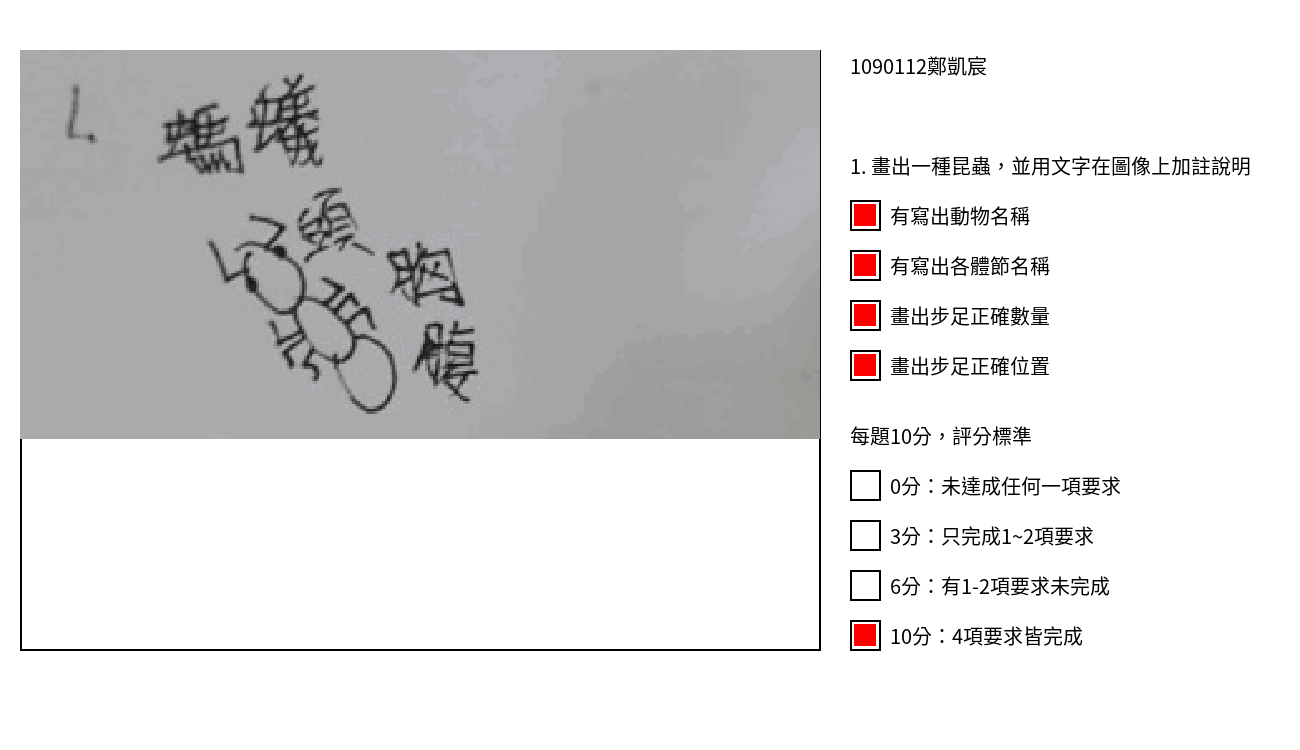 1.
螞蟻
頭
胸
腹
1090112鄭凱宸
1. 畫出一種昆蟲，並用文字在圖像上加註說明
有寫出動物名稱
有寫出各體節名稱
畫出步足正確數量
畫出步足正確位置
每題10分，評分標準
0分：未達成任何一項要求
3分：只完成1~2項要求
6分：有1-2項要求未完成
10分：4項要求皆完成